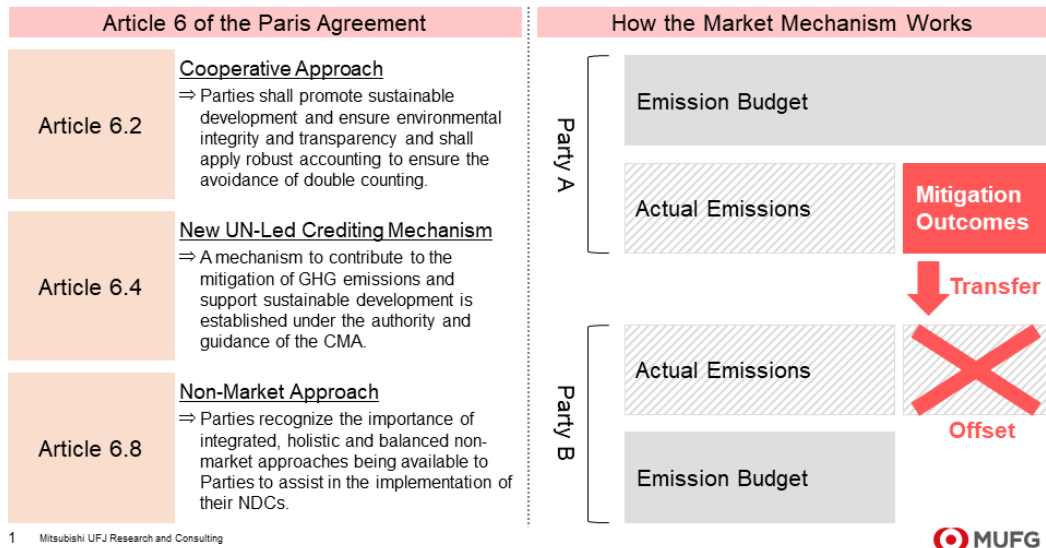 Article 6 of the Paris Agreement
Article 6.2
Cooperative Approach
⇒ Parties shall promote sustainable
development and ensure environmental
integrity and transparency and shall
apply robust accounting to ensure the
avoidance of double counting.
Article 6.4
New UN-Led Crediting Mechanism
⇒ A mechanism to contribute to the
mitigation of GHG emissions and
support sustainable development is
established under the authority and
guidance of the CMA.
Article 6.8
Non-Market Approach
⇒ Parties recognize the importance of
integrated, holistic and balanced non-
market approaches being available to
Parties to assist in the implementation of
their NDCs.
How the Market Mechanism Works
Party A
Emission Budget
Actual Emissions
Mitigation
Outcomes
Transfer
Party B
Actual Emissions
Offset
Emission Budget
1 Mitsubishi UFJ Research and Consulting
MUFG